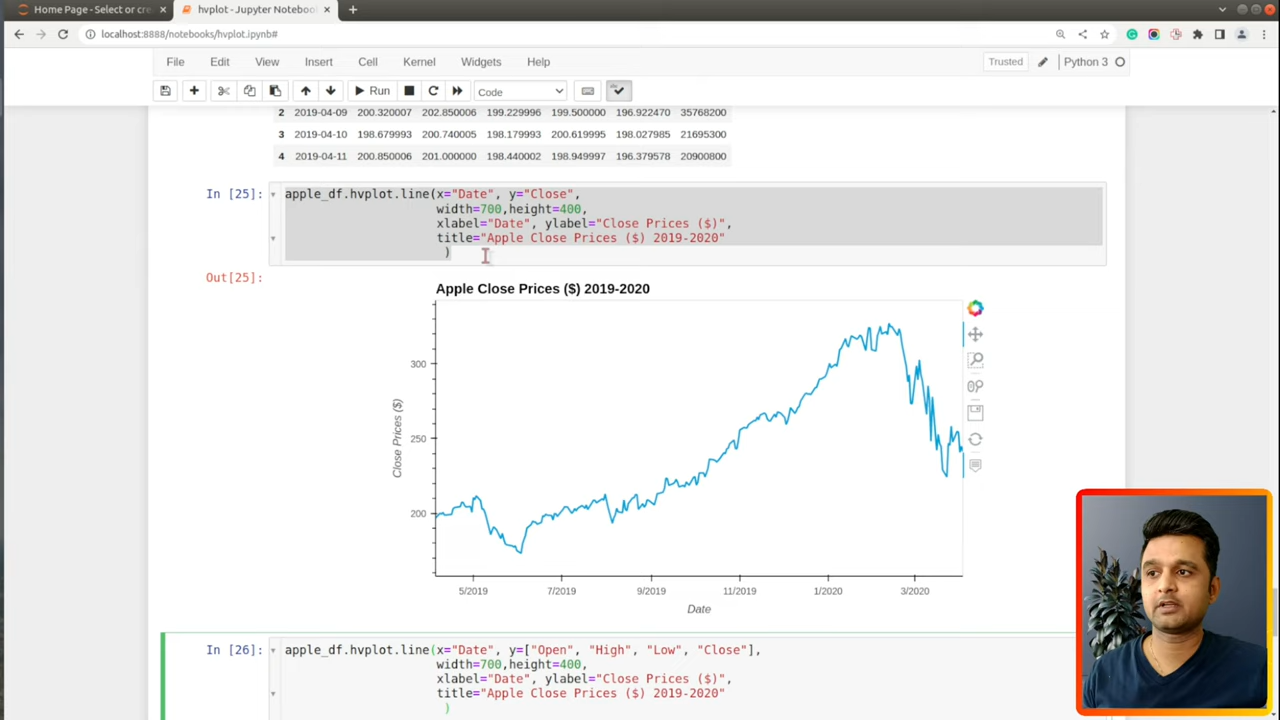 Home Page - Select or cre
hvplot - Jupyter Notebook
localhost:8888/notebooks/hvplot.ipynb#
File Edit View Insert Cell Kernel Widgets Help Trusted Python 3
Run Code
2 2019-04-09 200.320007 202.850006 199.229996 199.500000 196.922470 35768200
3 2019-04-10 198.679993 200.740005 198.179993 200.619995 198.027985 21695300
4 2019-04-11 200.850006 201.000000 198.440002 198.949997 196.379578 20900800
In [25]: apple_df.hvplot.line(x="Date", y="Close",
width=700,height=400,
xlabel="Date", ylabel="Close Prices ($)",
title="Apple Close Prices ($) 2019-2020"
)
Out[25]:
Apple Close Prices ($) 2019-2020
300
250
200
Close Prices ($)
5/2019 7/2019 9/2019 11/2019 1/2020 3/2020
Date
In [26]: apple_df.hvplot.line(x="Date", y=["Open", "High", "Low", "Close"],
width=700,height=400,
xlabel="Date", ylabel="Close Prices ($)",
title="Apple Close Prices ($) 2019-2020"
)